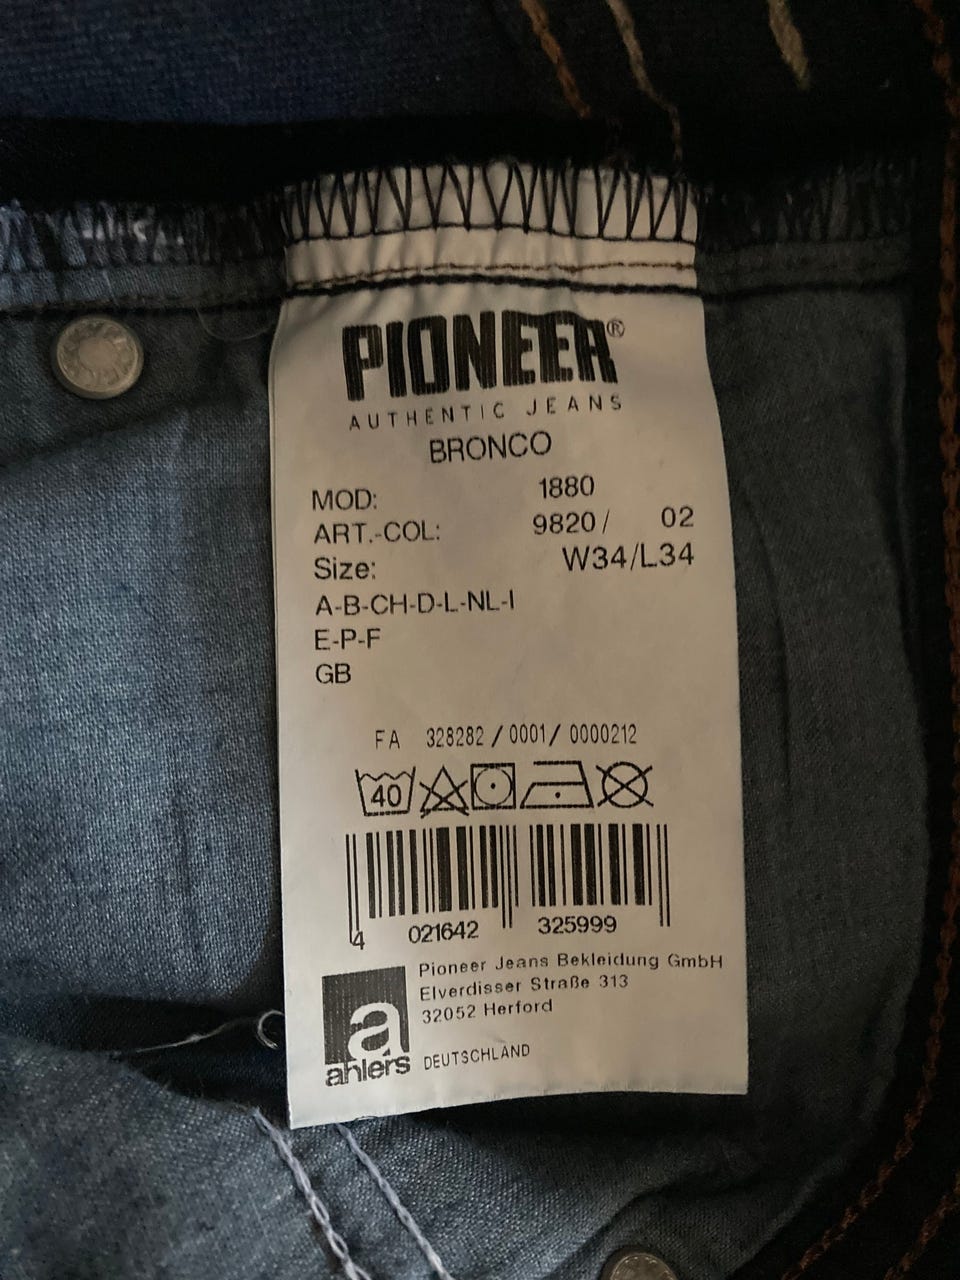 PIONEER®
AUTHENTIC JEANS
BRONCO
MOD: 1880
ART.-COL: 9820/ 02
Size: W34/L34
A-B-CH-D-L-NL-I
E-P-F
GB
FA 328282/0001/0000212
40
4 021642 325999
Pioneer Jeans Bekleidung GmbH
Elverdisser Straße 313
32052 Herford
a
ahlers DEUTSCHLAND